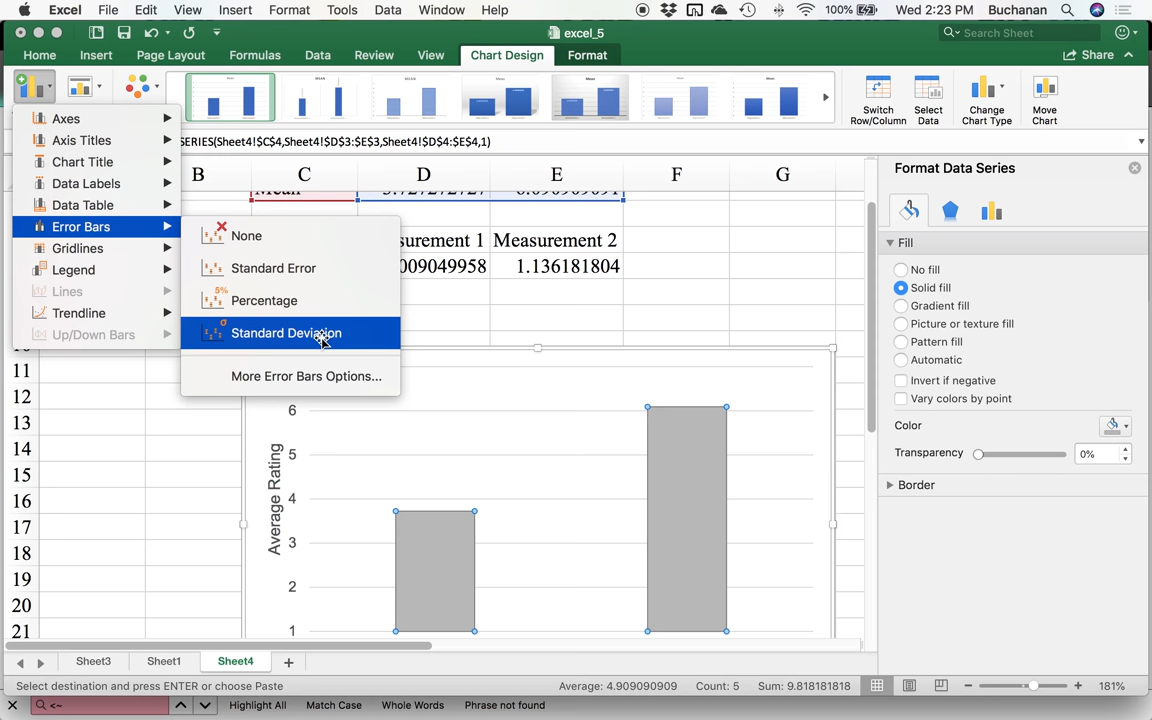 Excel File Edit View Insert Format Tools Data Window Help 100% Wed 2:23 PM Buchanan
excel_5 Search Sheet
Home Insert Page Layout Formulas Data Review View Chart Design Format Share
Switch Row/Column
Select Data
Change Chart Type
Move Chart
SERIES(Sheet4!$C$4,Sheet4!$D$3:$E$3,Sheet4!$D$4:$E$4,1)
Axes
Axis Titles
Chart Title
Data Labels
Data Table
Error Bars
Gridlines
Legend
Lines
Trendline
Up/Down Bars
None
Standard Error
5%
Percentage
Standard Deviation
More Error Bars Options...
B C D E F G
Mean 3.727272727 6.090909091
surement 1 Measurement 2
009049958 1.136181804
11
12
13
14
15
16
17
18
19
20
21
6
5
4
3
2
1
Average Rating
Format Data Series
Fill
No fill
Solid fill
Gradient fill
Picture or texture fill
Pattern fill
Automatic
Invert if negative
Vary colors by point
Color
Transparency 0%
Border
Sheet3 Sheet1 Sheet4 +
Select destination and press ENTER or choose Paste Average: 4.909090909 Count: 5 Sum: 9.818181818 181%
<~ Highlight All Match Case Whole Words Phrase not found